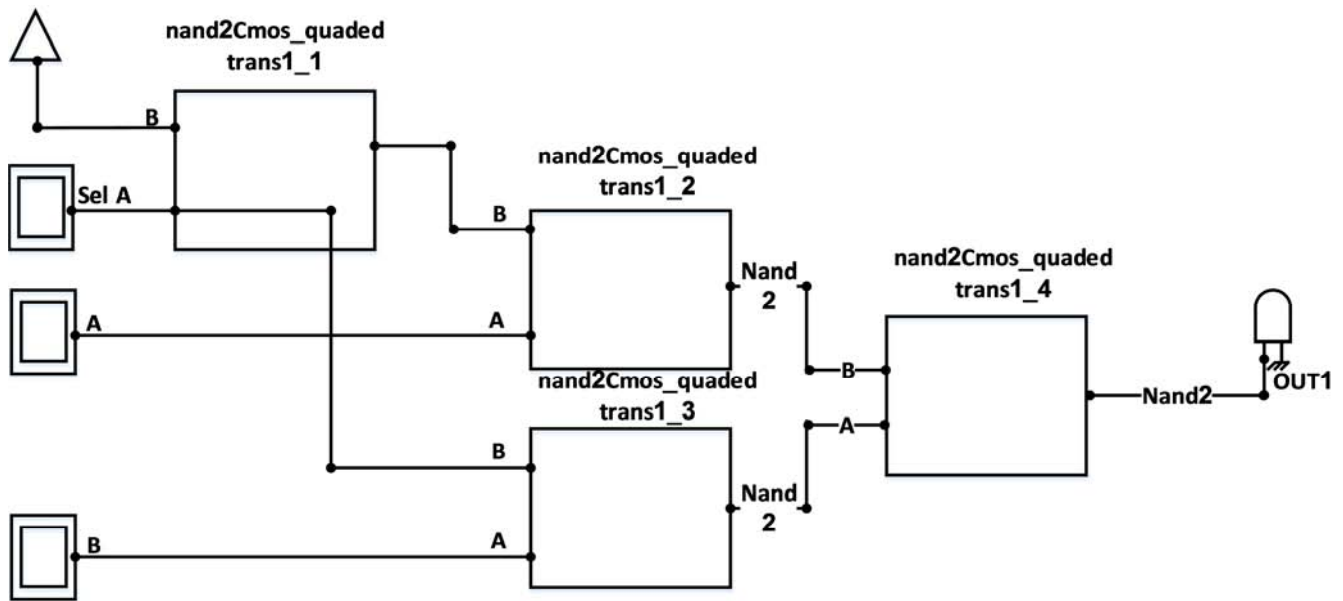 nand2Cmos_quaded
trans1_1
B
Sel A
nand2Cmos_quaded
trans1_2
B
A
A
Nand
2
nand2Cmos_quaded
trans1_4
B
A
Nand2
OUT1
nand2Cmos_quaded
trans1_3
B
Nand
2
B
A